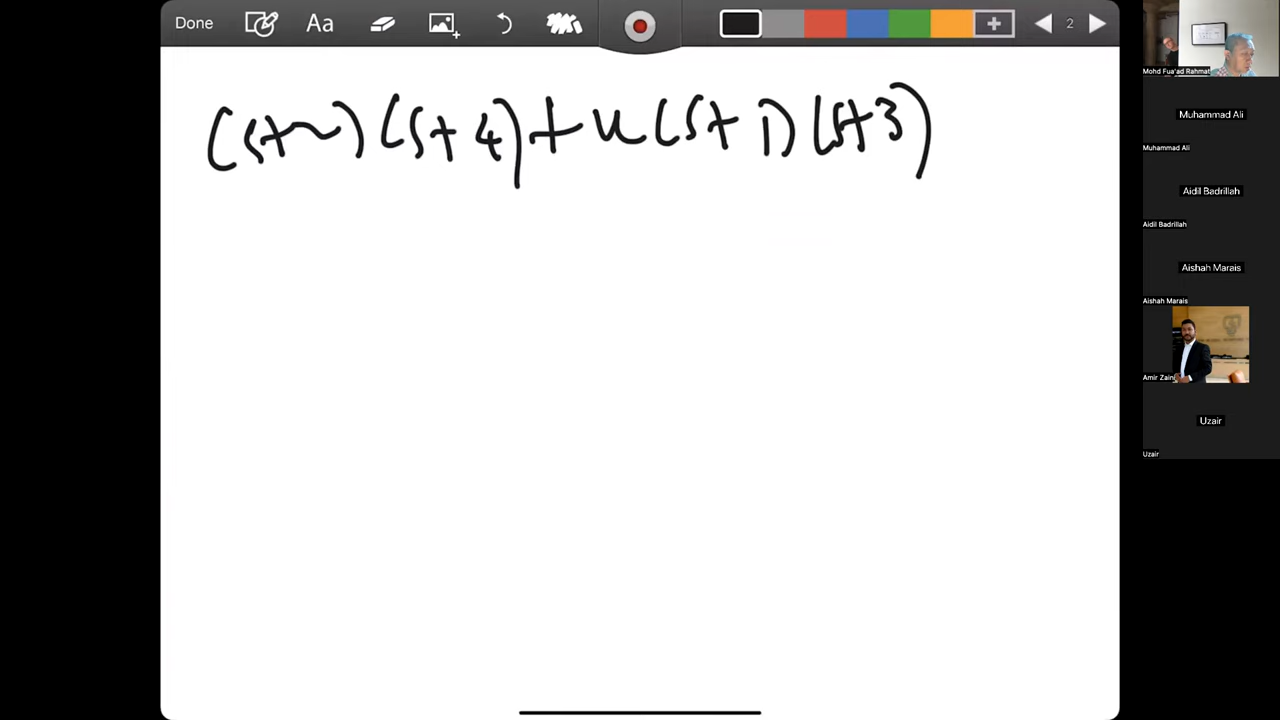 Done Aa 2
(s+~)(s+4)+k(s+1)(s+3)
Mohd Fua'ad Rahmat
Muhammad Ali
Muhammad Ali
Aidil Badrillah
Aidil Badrillah
Aishah Marais
Aishah Marais
Amir Zain
Uzair
Uzair